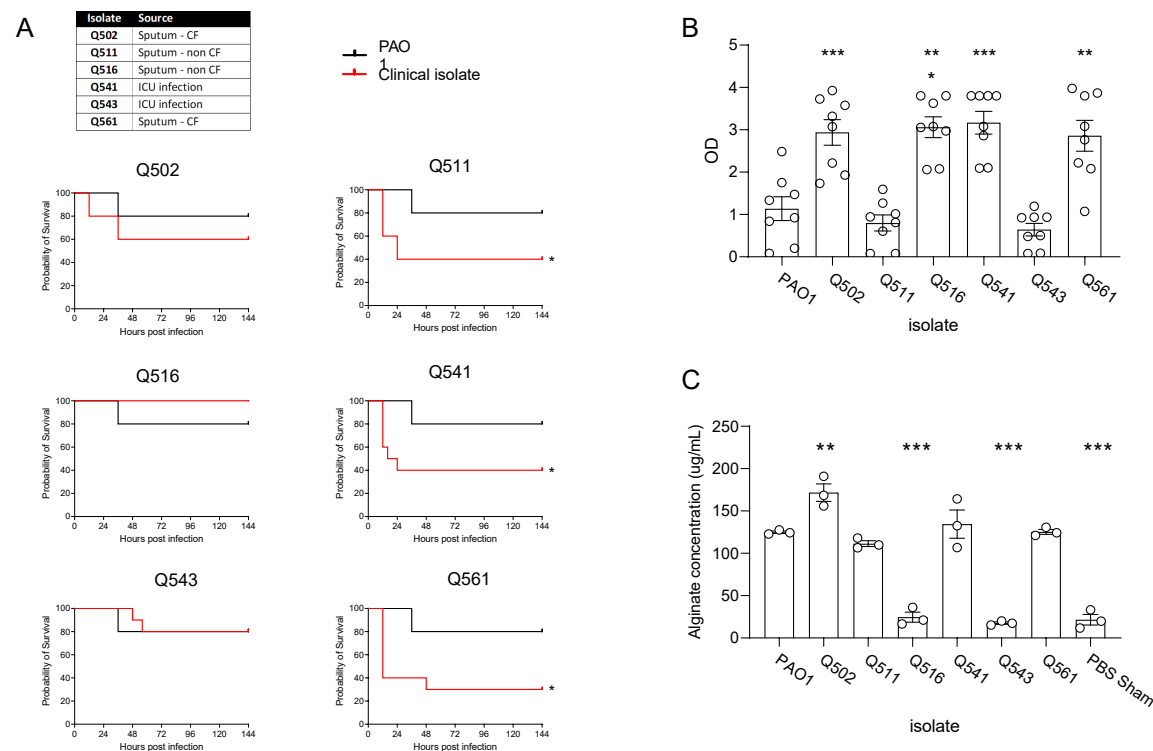 A
Isolate Source
Q502 Sputum - CF
Q511 Sputum - non CF
Q516 Sputum - non CF
Q541 ICU infection
Q543 ICU infection
Q561 Sputum - CF
PAO
1
Clinical isolate
Q502
Probability of Survival
100
80
60
40
20
0
0 24 48 72 96 120 144
Hours post infection
Q511
Probability of Survival
100
80
60
40
20
0
*
0 24 48 72 96 120 144
Hours post infection
Q516
Probability of Survival
100
80
60
40
20
0
0 24 48 72 96 120 144
Hours post infection
Q541
Probability of Survival
100
80
60
40
20
0
*
0 24 48 72 96 120 144
Hours post infection
Q543
Probability of Survival
100
80
60
40
20
0
0 24 48 72 96 120 144
Hours post infection
Q561
Probability of Survival
100
80
60
40
20
0
*
0 24 48 72 96 120 144
Hours post infection
B
*** ** *** **
*
OD
5
4
3
2
1
0
PAO1 Q502 Q511 Q516 Q541 Q543 Q561
isolate
C
Alginate concentration (ug/mL)
250
200
150
100
50
0
** *** *** ***
PAO1 Q502 Q511 Q516 Q541 Q543 Q561 PBS Sham
isolate